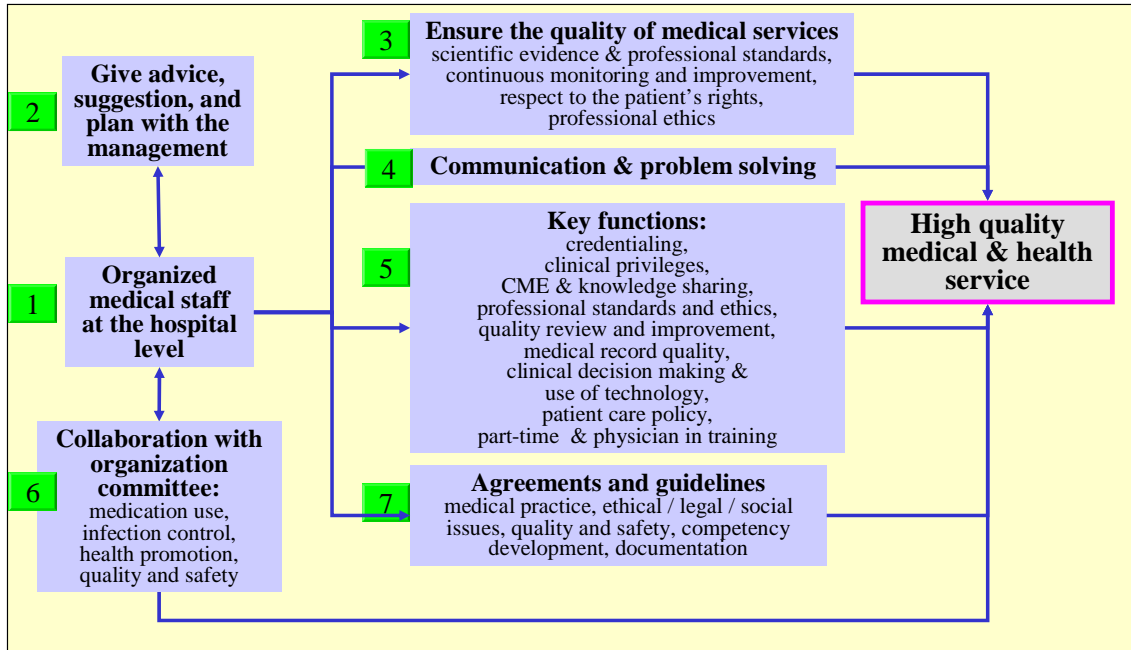 2
Give advice,
suggestion, and
plan with the
management
1
Organized
medical staff
at the hospital
level
6
Collaboration with
organization
committee:
medication use,
infection control,
health promotion,
quality and safety
3
Ensure the quality of medical services
scientific evidence & professional standards,
continuous monitoring and improvement,
respect to the patient's rights,
professional ethics
4
Communication & problem solving
5
Key functions:
credentialing,
clinical privileges,
CME & knowledge sharing,
professional standards and ethics,
quality review and improvement,
medical record quality,
clinical decision making &
use of technology,
patient care policy,
part-time & physician in training
7
Agreements and guidelines
medical practice, ethical / legal / social
issues, quality and safety, competency
development, documentation
High quality
medical & health
service